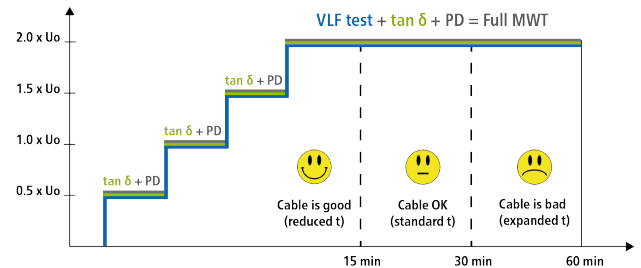 VLF test + tan δ + PD = Full MWT
2.0 x Uo
1.5 x Uo
tan δ + PD
1.0 x Uo
tan δ + PD
0.5 x Uo
tan δ + PD
Cable is good
(reduced t)
Cable OK
(standard t)
Cable is bad
(expanded t)
15 min
30 min
60 min